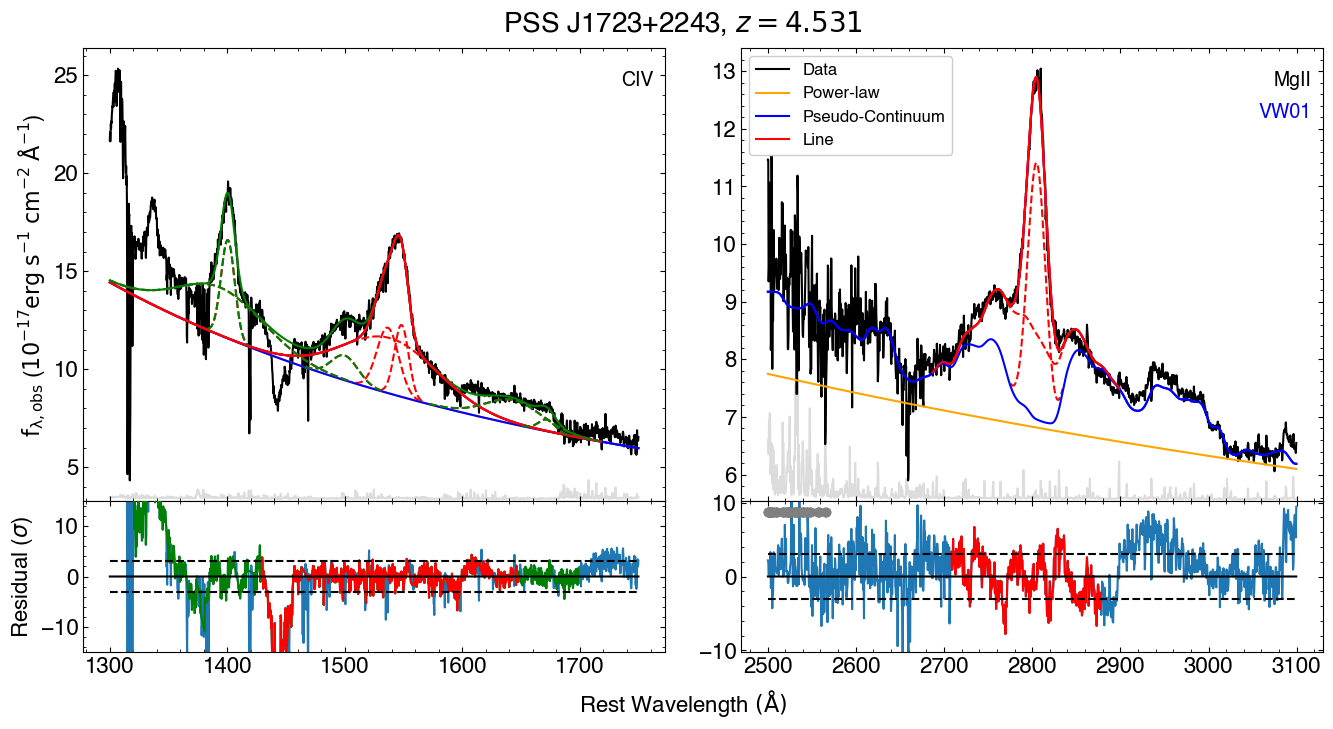 PSS J1723+2243, z = 4.531
CIV
25
20
15
10
5
f_λ,obs (10⁻¹⁷erg s⁻¹ cm⁻² Å⁻¹)
Data
Power-law
Pseudo-Continuum
Line
MgII
VW01
13
12
11
10
9
8
7
6
10
0
−10
Residual (σ)
1300 1400 1500 1600 1700
10
0
−10
2500 2600 2700 2800 2900 3000 3100
Rest Wavelength (Å)